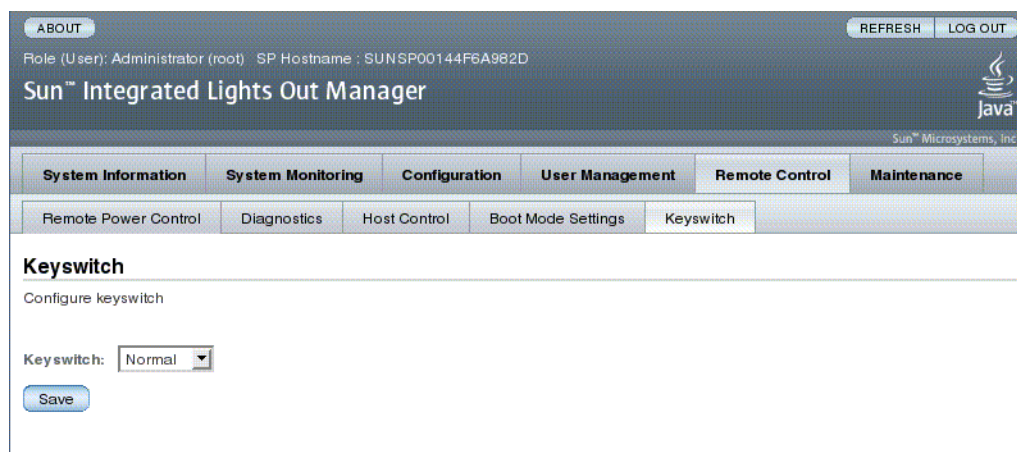 ABOUT
REFRESH LOG OUT
Role (User): Administrator (root) SP Hostname : SUNSP00144F6A982D
Sun™ Integrated Lights Out Manager
Java™
Sun™ Microsystems, Inc
System Information System Monitoring Configuration User Management Remote Control Maintenance
Remote Power Control Diagnostics Host Control Boot Mode Settings Keyswitch
Keyswitch
Configure keyswitch
Keyswitch: Normal
Save